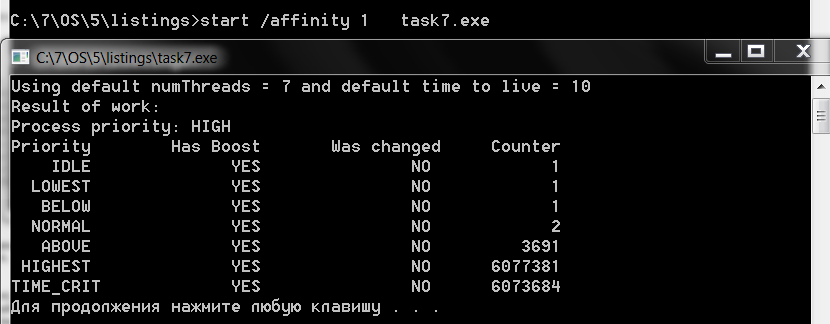 C:\7\OS\5\listings>start /affinity 1   task7.exe
C:\7\OS\5\listings\task7.exe
Using default numThreads = 7 and default time to live = 10
Result of work:
Process priority: HIGH
Priority        Has Boost       Was changed     Counter
IDLE              YES               NO            1
LOWEST              YES               NO            1
BELOW              YES               NO            1
NORMAL              YES               NO            2
ABOVE              YES               NO         3691
HIGHEST              YES               NO      6077381
TIME_CRIT              YES               NO      6073684
Для продолжения нажмите любую клавишу . . .